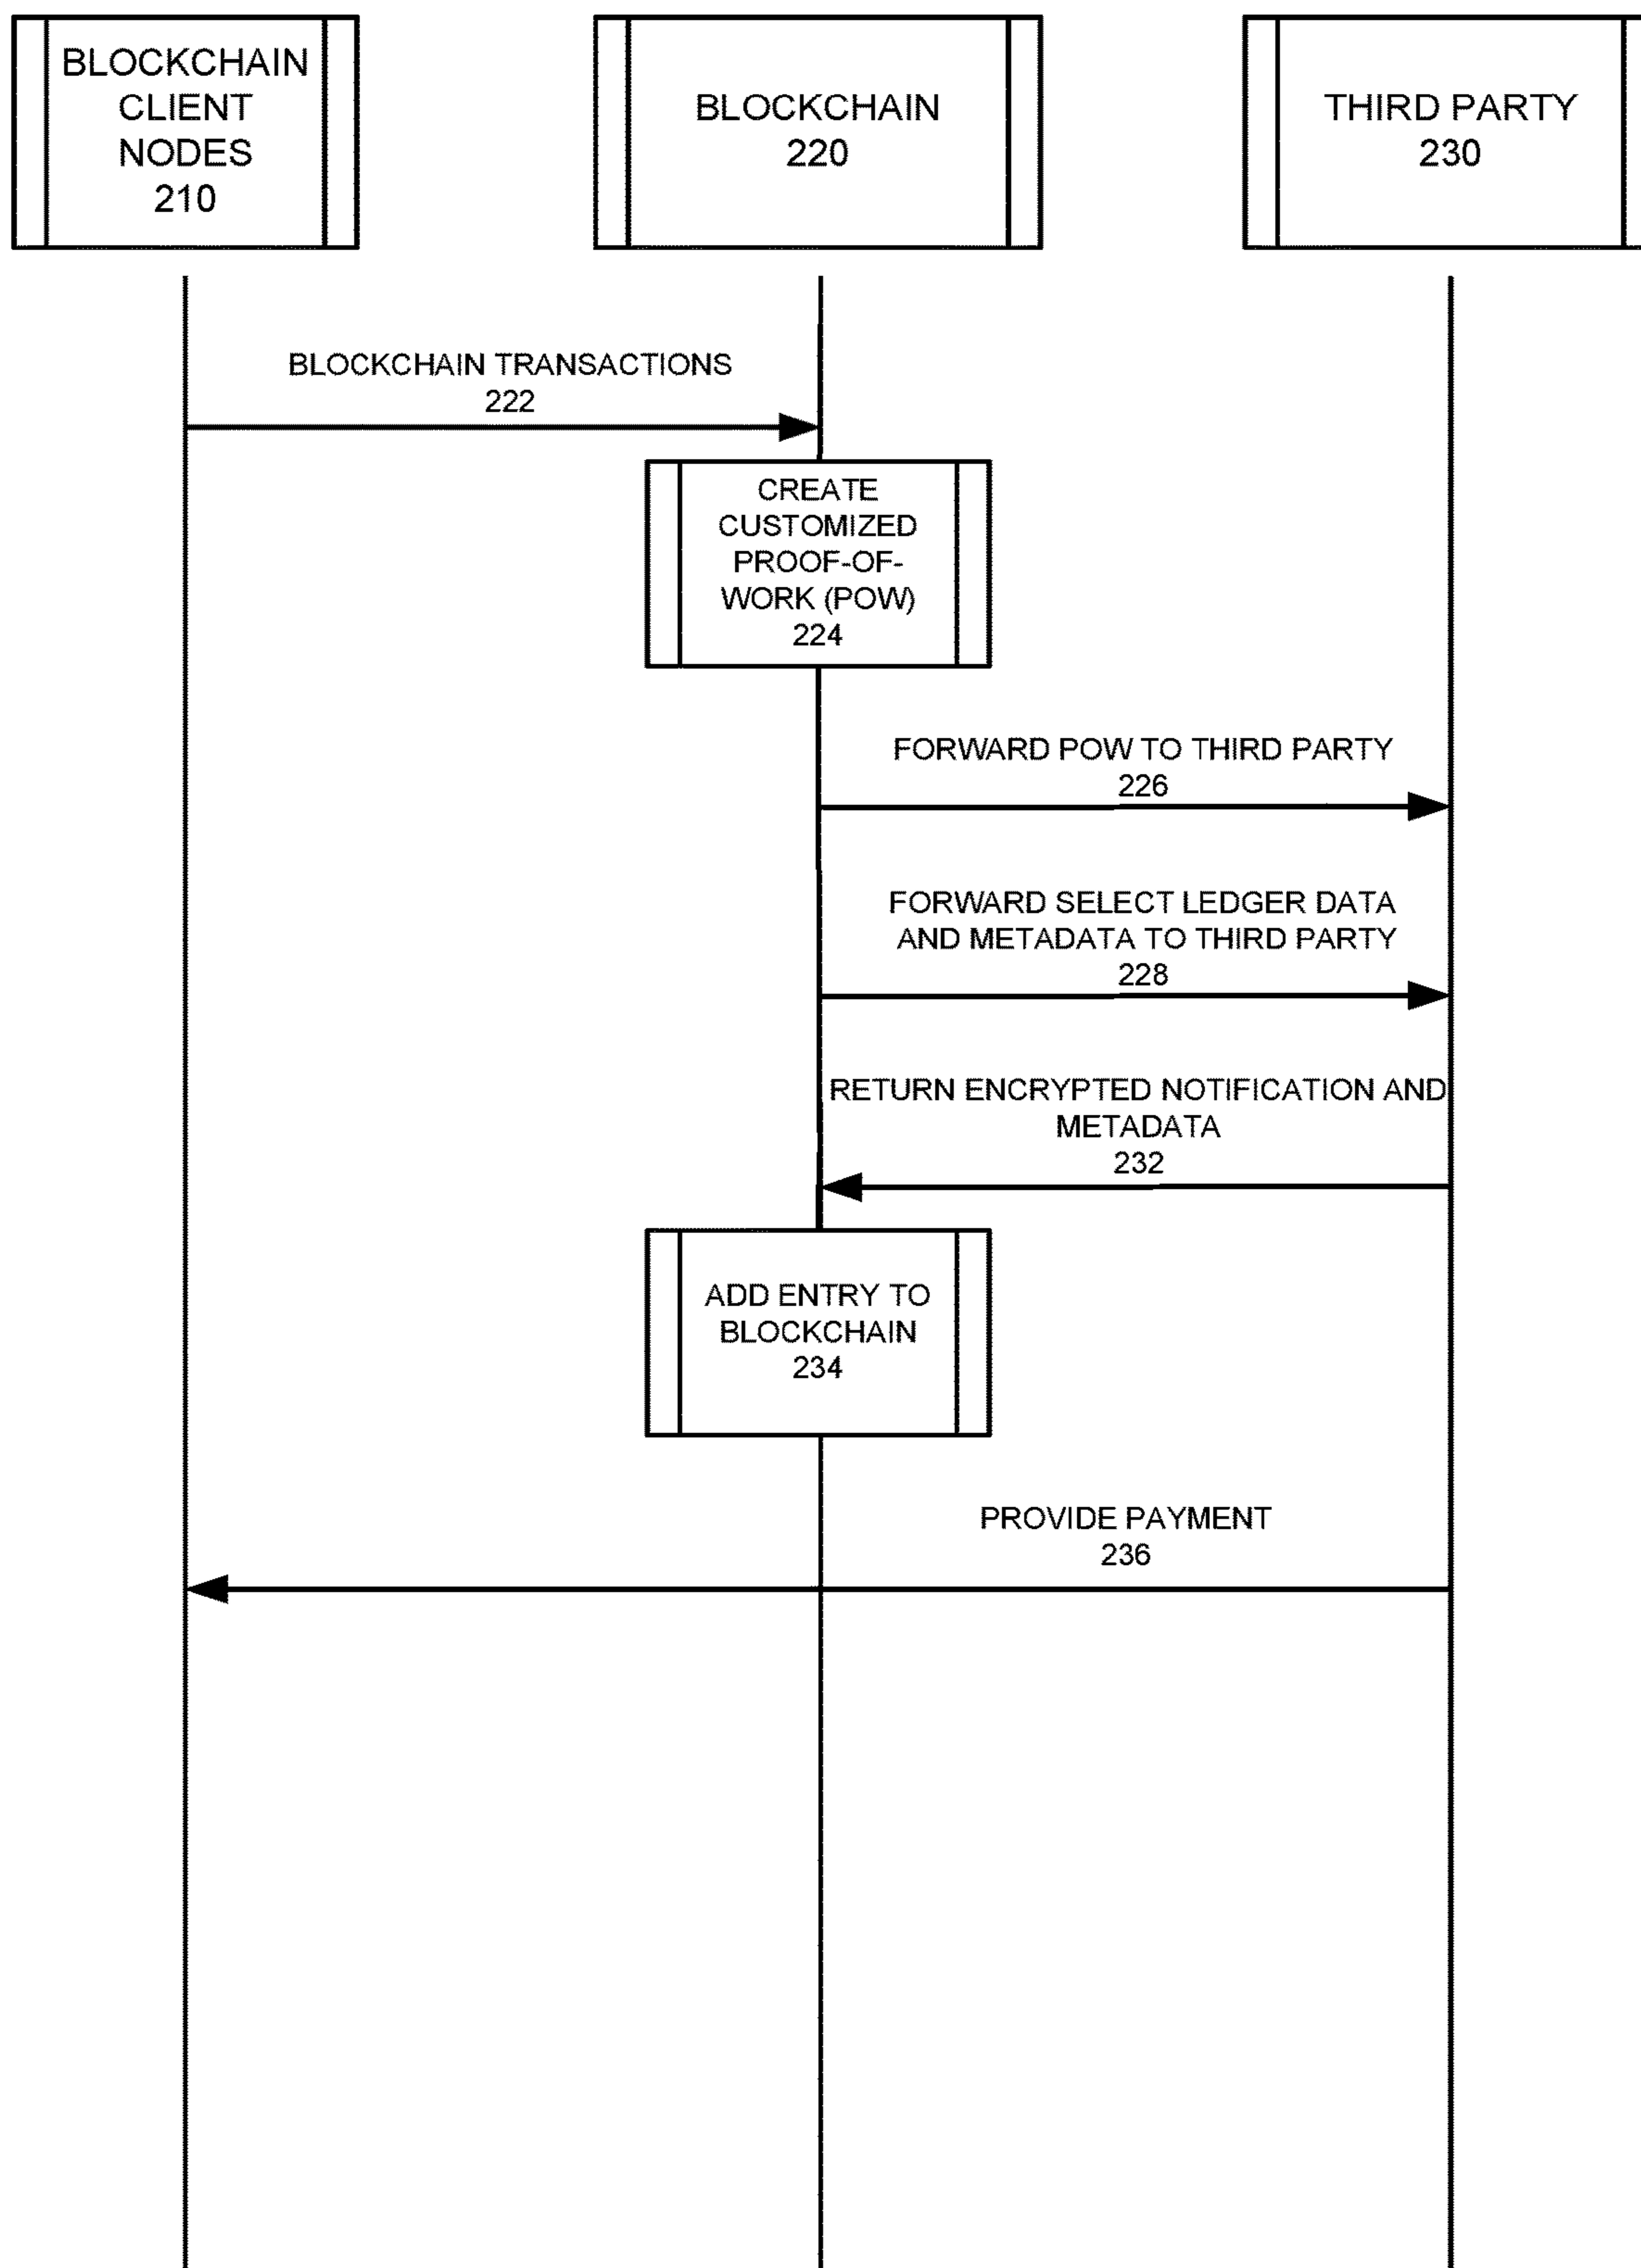 BLOCKCHAIN
CLIENT
NODES
210
BLOCKCHAIN
220
THIRD PARTY
230
BLOCKCHAIN TRANSACTIONS
222
CREATE
CUSTOMIZED
PROOF-OF-
WORK (POW)
224
FORWARD POW TO THIRD PARTY
226
FORWARD SELECT LEDGER DATA
AND METADATA TO THIRD PARTY
228
RETURN ENCRYPTED NOTIFICATION AND
METADATA
232
ADD ENTRY TO
BLOCKCHAIN
234
PROVIDE PAYMENT
236